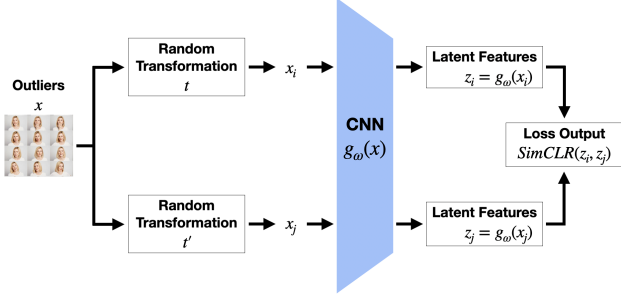 Outliers
x
Random
Transformation
t
x_i
Random
Transformation
t′
x_j
CNN
g_ω(x)
Latent Features
z_i = g_ω(x_i)
Latent Features
z_j = g_ω(x_j)
Loss Output
SimCLR(z_i, z_j)